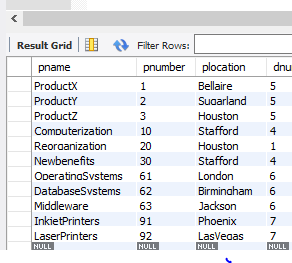 Result Grid Filter Rows:
pname pnumber plocation dnu
ProductX 1 Bellaire 5
ProductY 2 Sugarland 5
ProductZ 3 Houston 5
Computerization 10 Stafford 4
Reorganization 20 Houston 1
Newbenefits 30 Stafford 4
OperatingSystems 61 London 6
DatabaseSystems 62 Birmingham 6
Middleware 63 Jackson 6
InkjetPrinters 91 Phoenix 7
LaserPrinters 92 LasVegas 7
NULL NULL NULL NULL